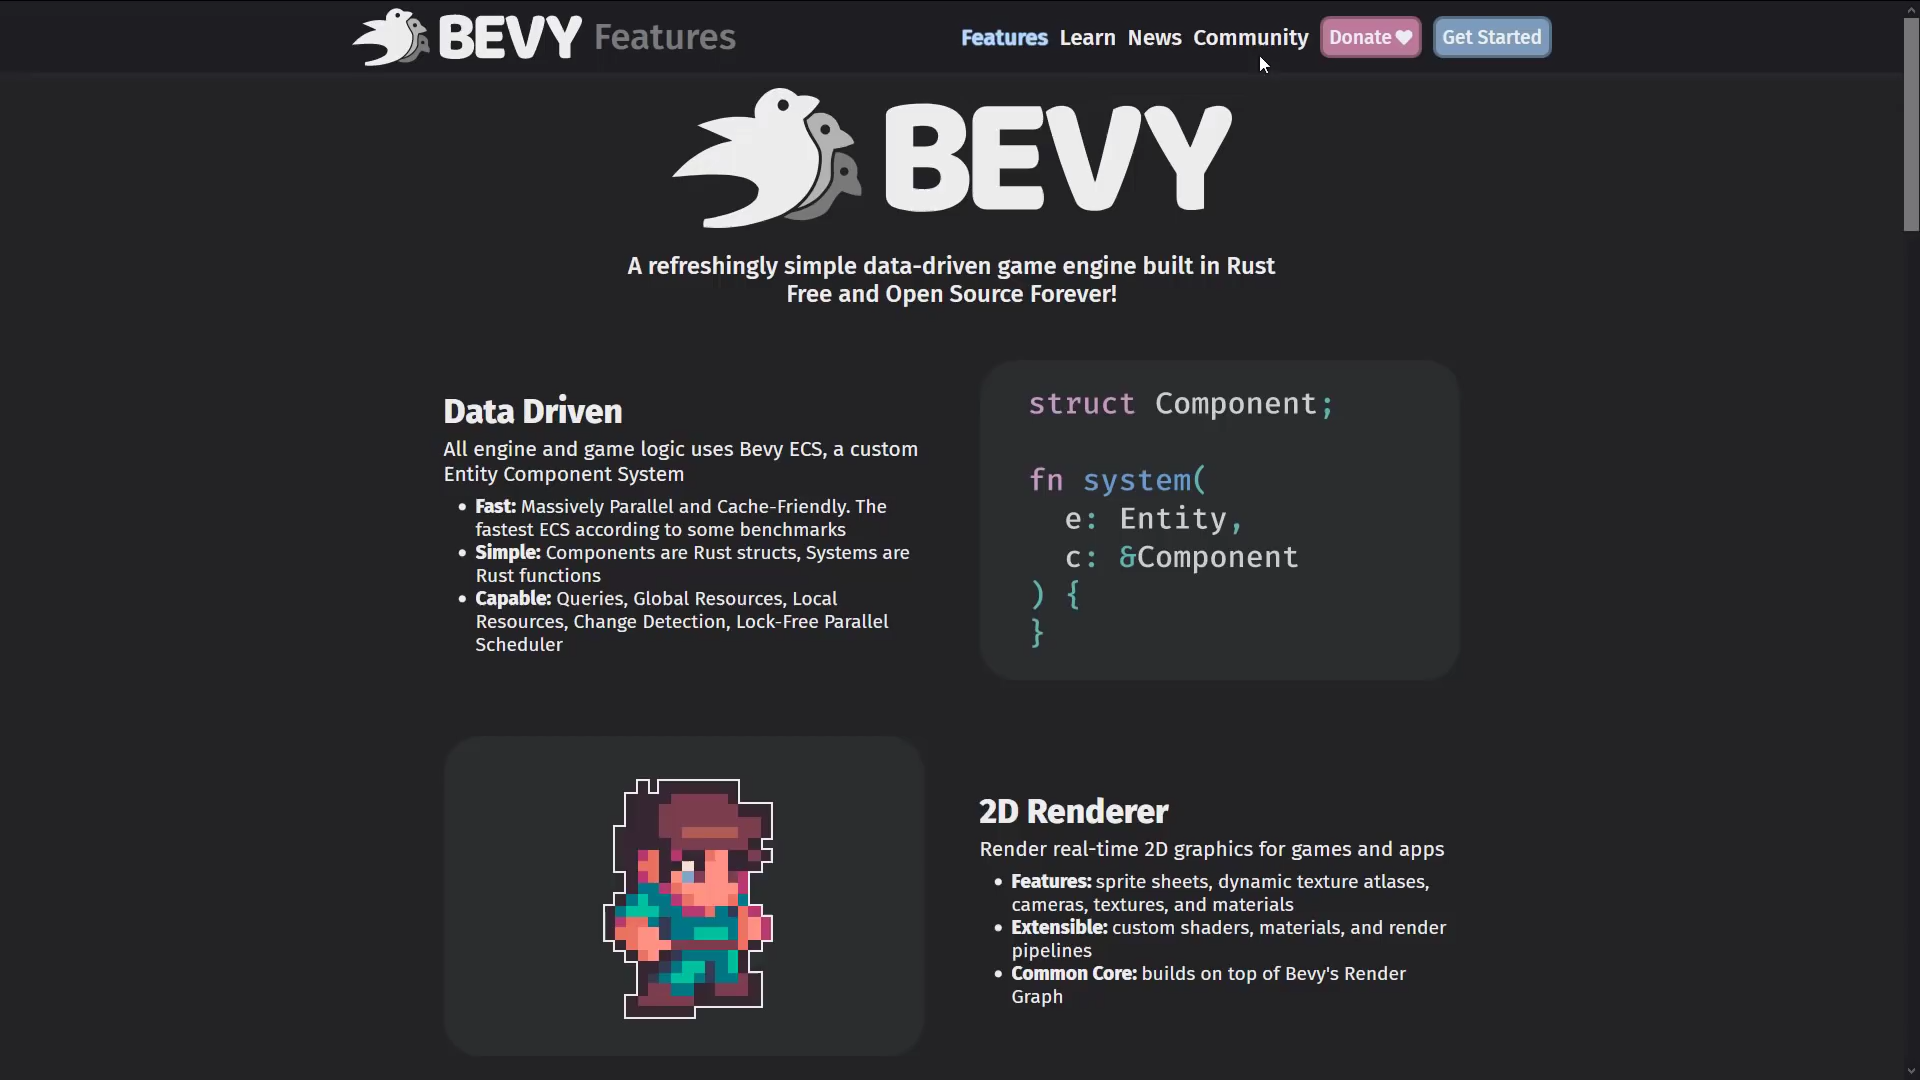 BEVY Features
Features Learn News Community Donate Get Started
BEVY
A refreshingly simple data-driven game engine built in Rust
Free and Open Source Forever!
Data Driven
All engine and game logic uses Bevy ECS, a custom
Entity Component System
• Fast: Massively Parallel and Cache-Friendly. The
fastest ECS according to some benchmarks
• Simple: Components are Rust structs, Systems are
Rust functions
• Capable: Queries, Global Resources, Local
Resources, Change Detection, Lock-Free Parallel
Scheduler
struct Component;
fn system(
e: Entity,
c: &Component
) {
}
2D Renderer
Render real-time 2D graphics for games and apps
• Features: sprite sheets, dynamic texture atlases,
cameras, textures, and materials
• Extensible: custom shaders, materials, and render
pipelines
• Common Core: builds on top of Bevy's Render
Graph